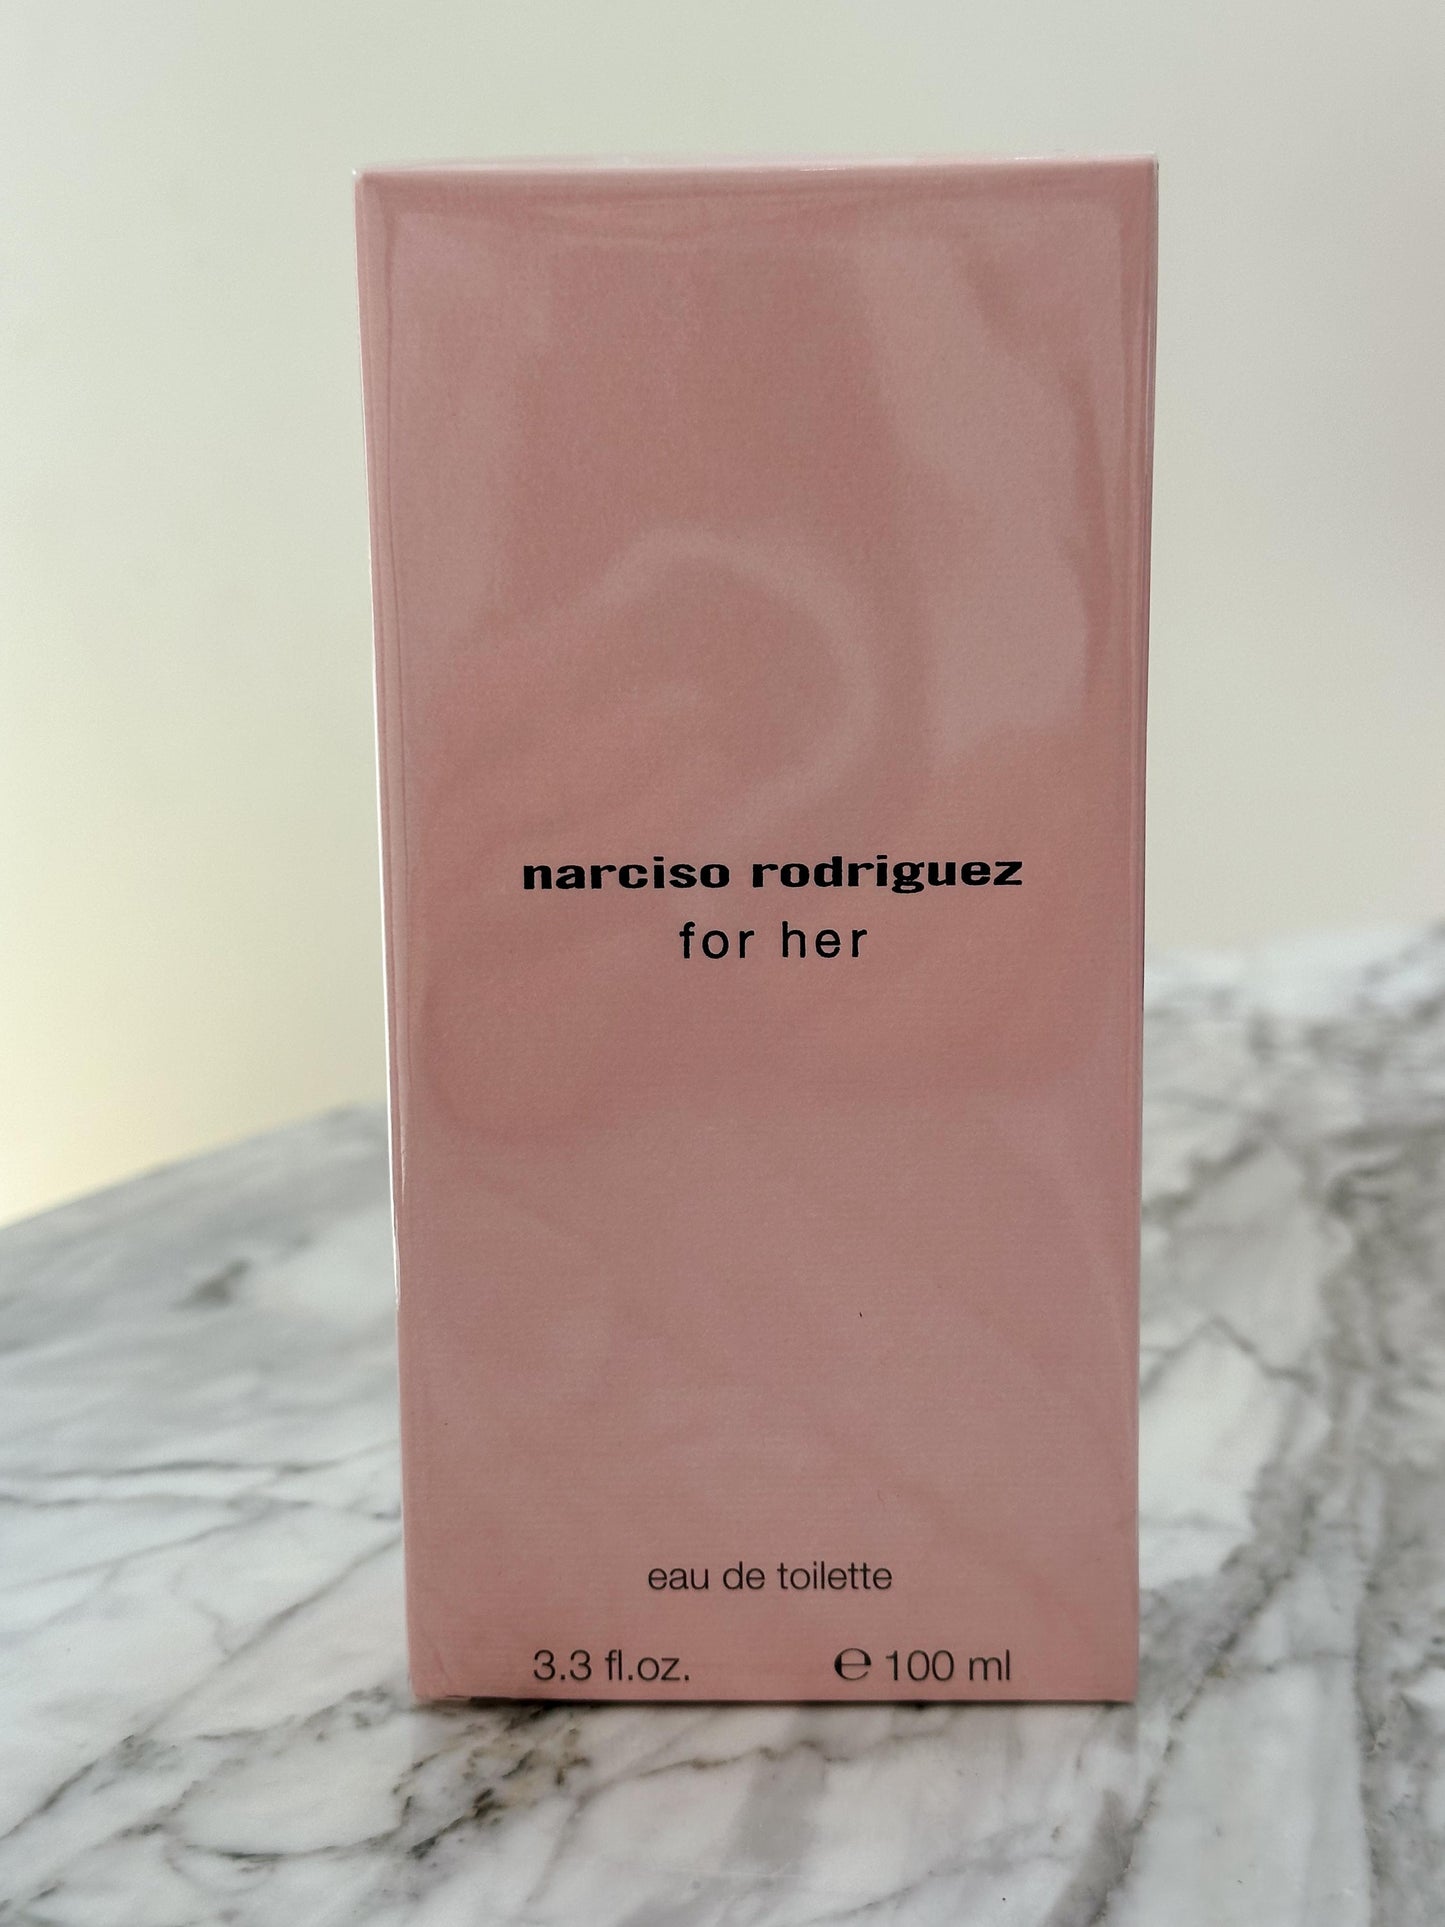 narciso rodriguez
for her
eau de toilette
3.3 fl.oz. ℮ 100 ml